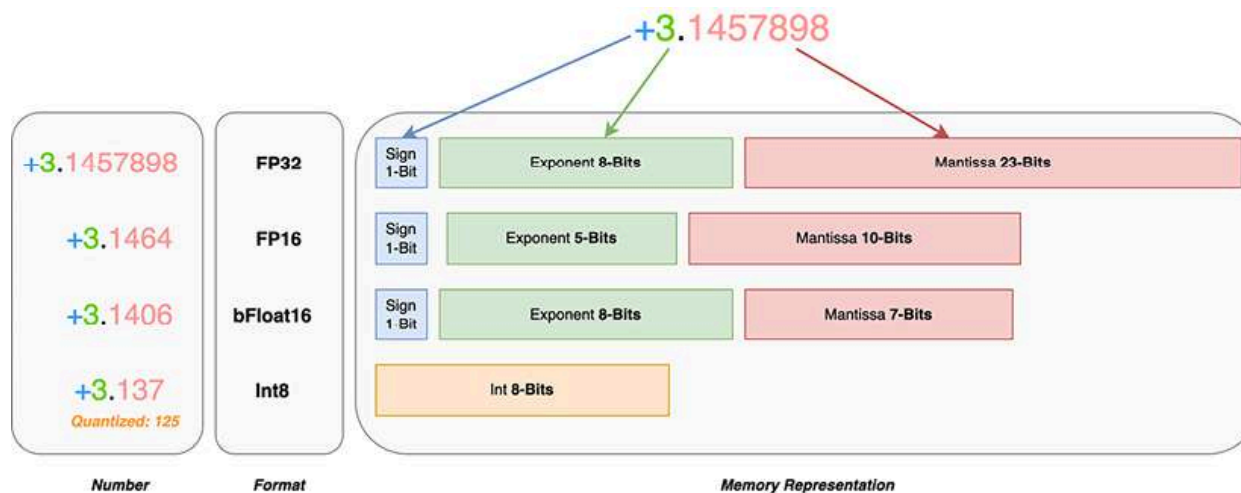 +3.1457898
+3.1457898
FP32
Sign
1-Bit
Exponent 8-Bits
Mantissa 23-Bits
+3.1464
FP16
Sign
1-Bit
Exponent 5-Bits
Mantissa 10-Bits
+3.1406
bFloat16
Sign
1-Bit
Exponent 8-Bits
Mantissa 7-Bits
+3.137
Quantized: 125
Int8
Int 8-Bits
Number
Format
Memory Representation